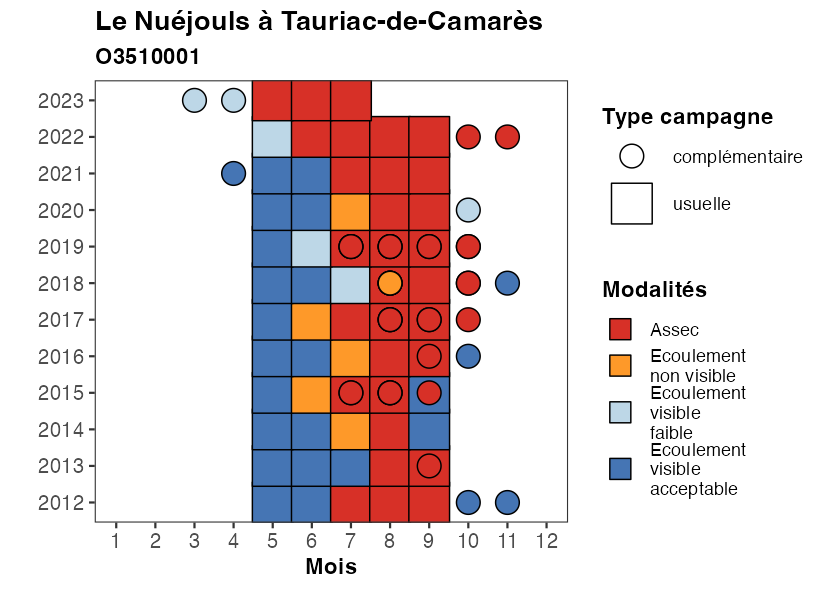 Le Nuéjouls à Tauriac-de-Camarès
O3510001
2023
2022
2021
2020
2019
2018
2017
2016
2015
2014
2013
2012
1 2 3 4 5 6 7 8 9 10 11 12
Mois
Type campagne
complémentaire
usuelle
Modalités
Assec
Ecoulement
non visible
Ecoulement
visible
faible
Ecoulement
visible
acceptable